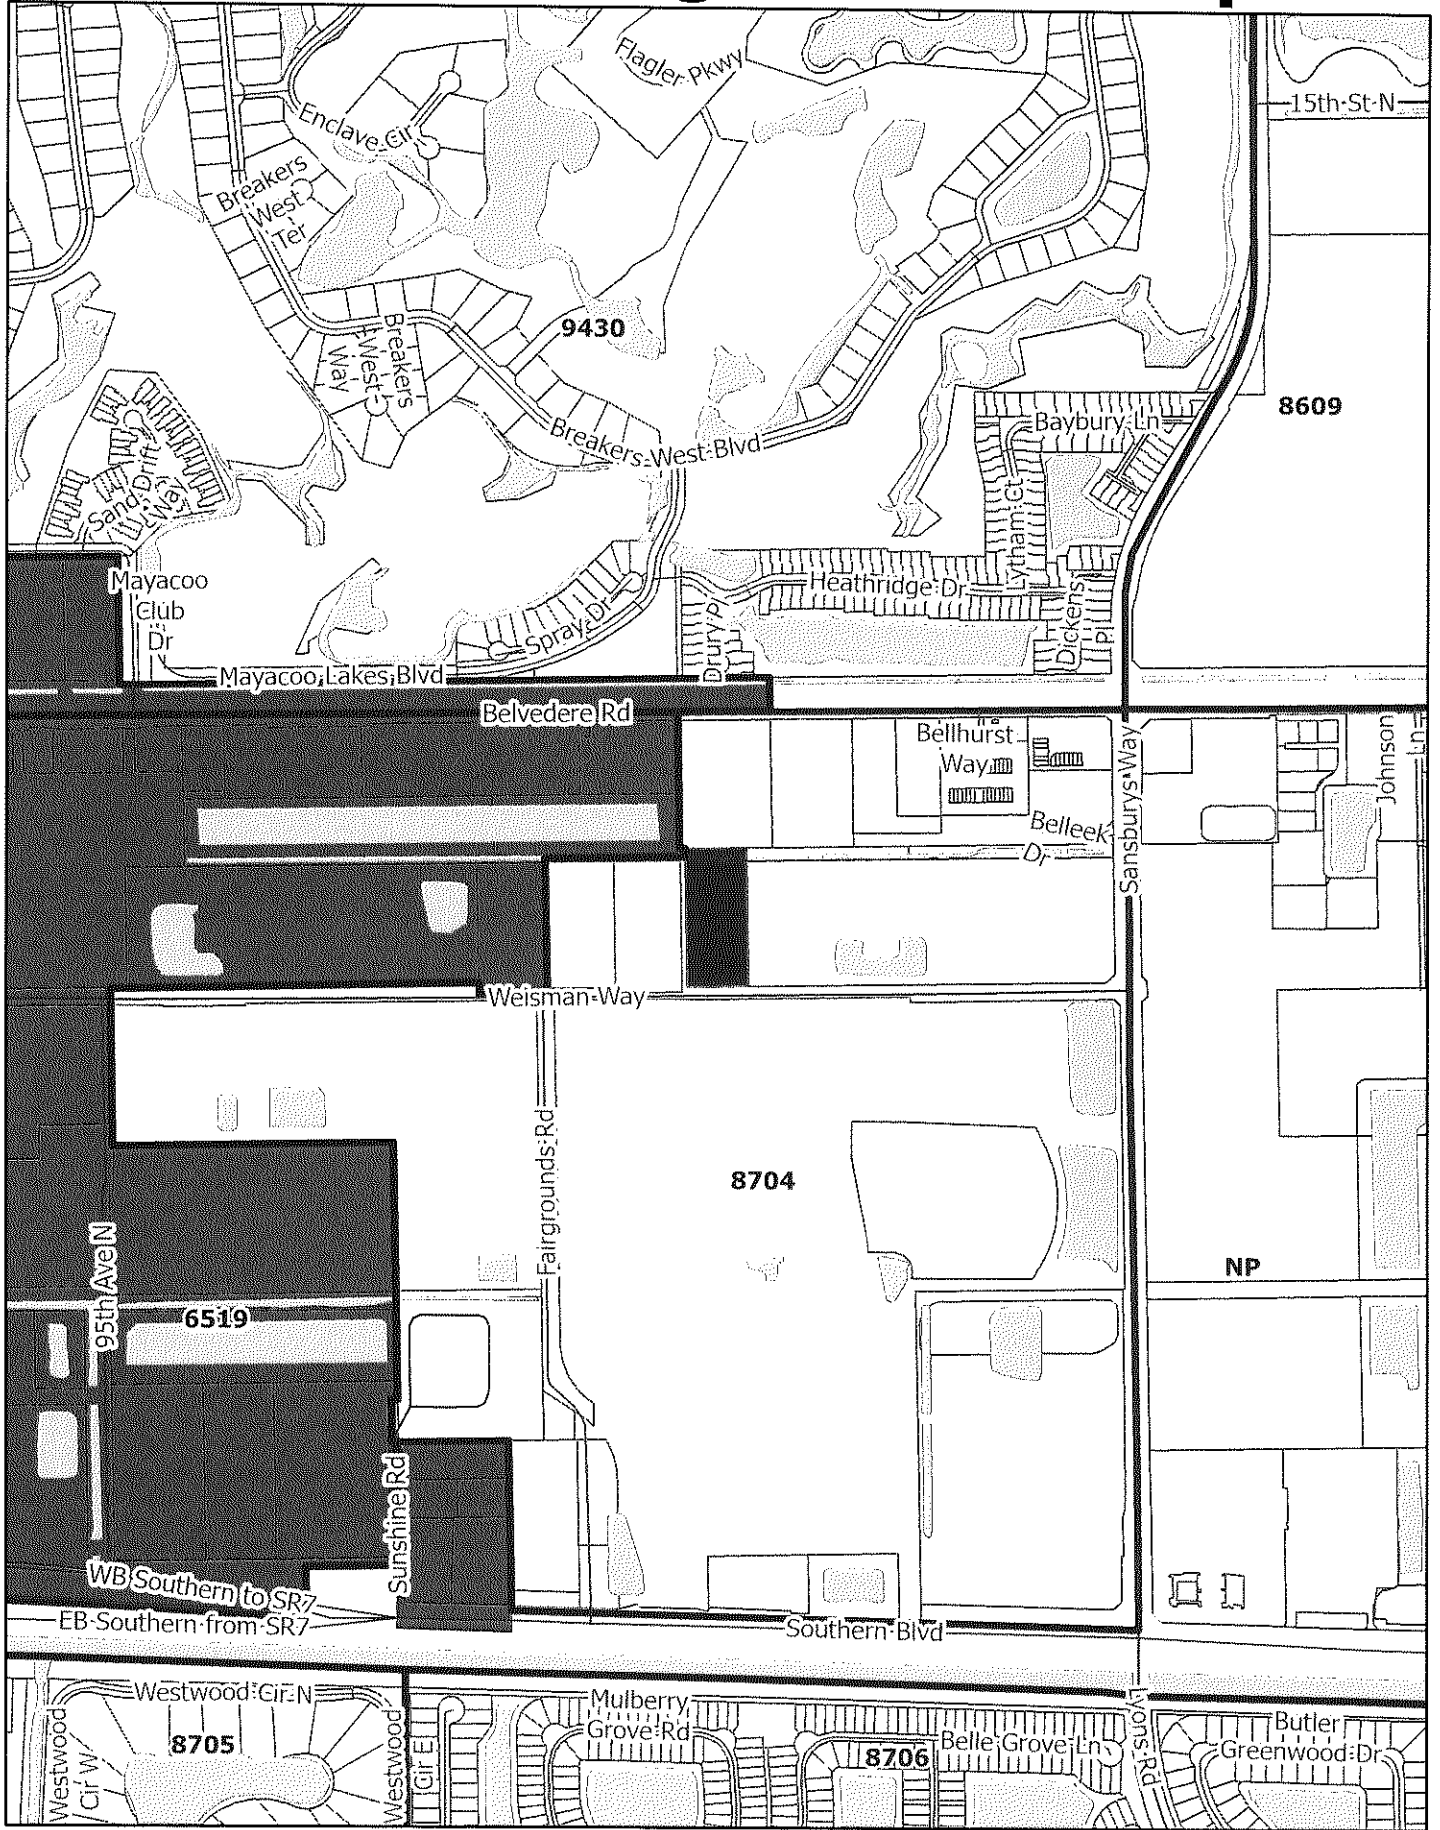 Flagler Pkwy
15th St N
Enclave Cir
Breakers
West
Ter
9430
Breakers
West
Way
8609
Baybury Ln
Breakers West Blvd
Sand Drift
Way
Lytham Ct
Mayacoo
Club
Dr
Heathridge Dr
Spray Dr
Drury Pl
Dickens
Pl
Mayacoo Lakes Blvd
Belvedere Rd
Bellhurst
Way
Sansburys Way
Johnson
Ln
Belleek
Dr
Weisman Way
Fairgrounds Rd
8704
95th Ave N
NP
6519
Sunshine Rd
WB Southern to SR7
EB Southern from SR7
Southern Blvd
Westwood Cir N
Mulberry
Grove Rd
Lyons Rd
Butler
Greenwood Dr
Westwood
Cir W
8705
Westwood
Cir E
8706
Belle Grove Ln